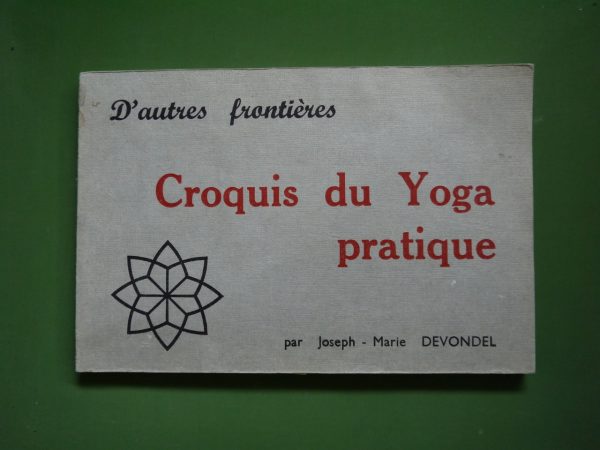 D'autres frontières
Croquis du Yoga
pratique
par Joseph - Marie DEVONDEL